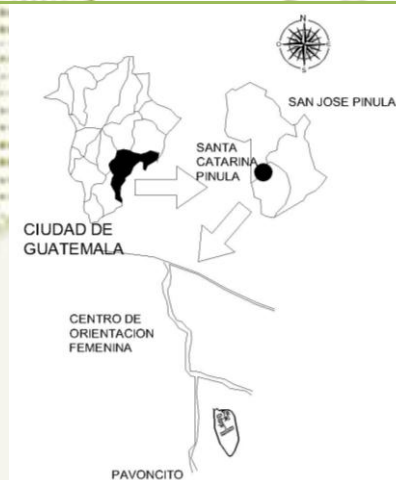 N
SAN JOSE PINULA
SANTA
CATARINA
PINULA
CIUDAD DE
GUATEMALA
CENTRO DE
ORIENTACION
FEMENINA
PAVONCITO